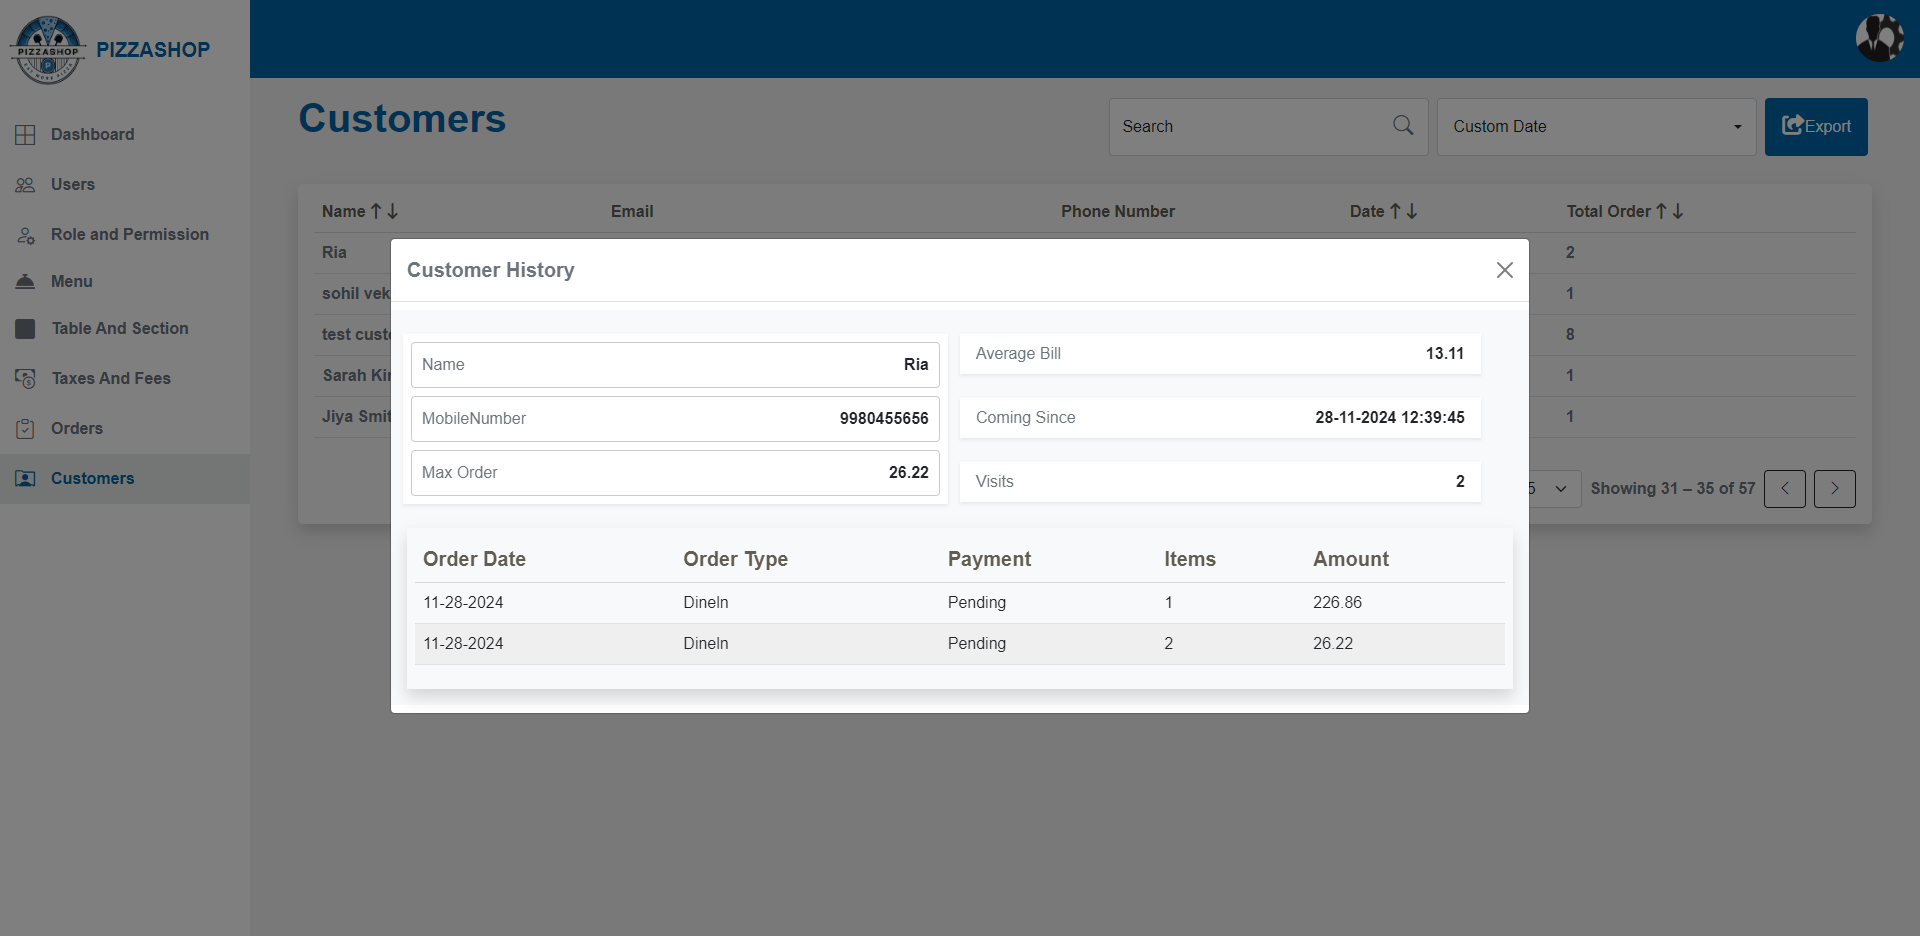 PIZZASHOP
PIZZASHOP
Dashboard
Users
Role and Permission
Menu
Table And Section
Taxes And Fees
Orders
Customers
Customers
Search
Custom Date
Export
Name Email Phone Number Date Total Order
Ria 2
sohil vek 1
test cust 8
Sarah Kin 1
Jiya Smit 1
5 Showing 31 – 35 of 57
Customer History
Name Ria
MobileNumber 9980455656
Max Order 26.22
Average Bill 13.11
Coming Since 28-11-2024 12:39:45
Visits 2
Order Date Order Type Payment Items Amount
11-28-2024 DineIn Pending 1 226.86
11-28-2024 DineIn Pending 2 26.22